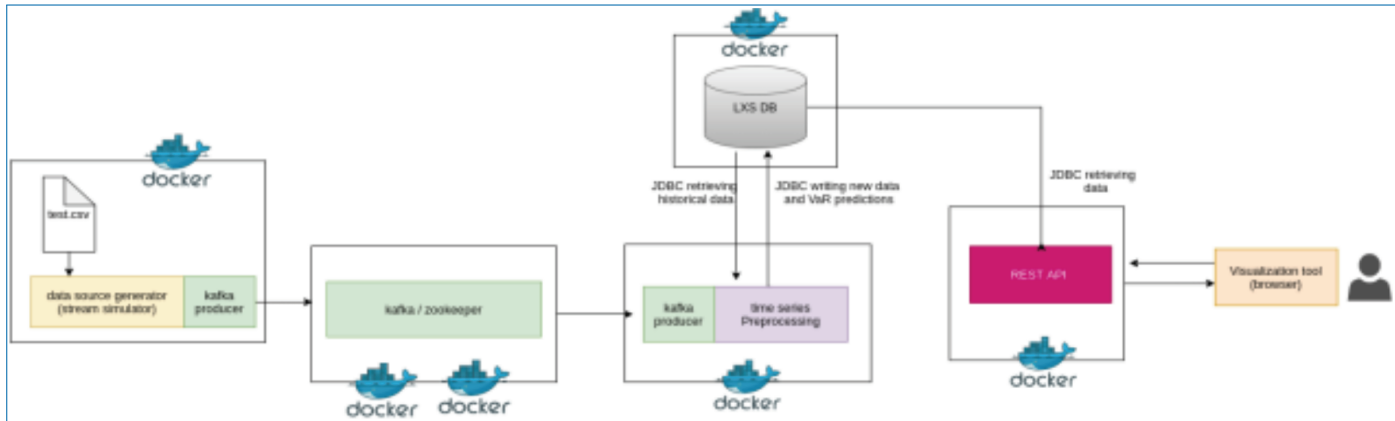 docker
LXS DB
docker
test.csv
JDBC retrieving
historical data
JDBC writing new data
and VaR predictions
JDBC retrieving
data
data source generator
(stream simulator)
kafka
producer
kafka / zookeeper
kafka
producer
time series
Preprocessing
REST API
Visualization tool
(browser)
docker
docker
docker
docker